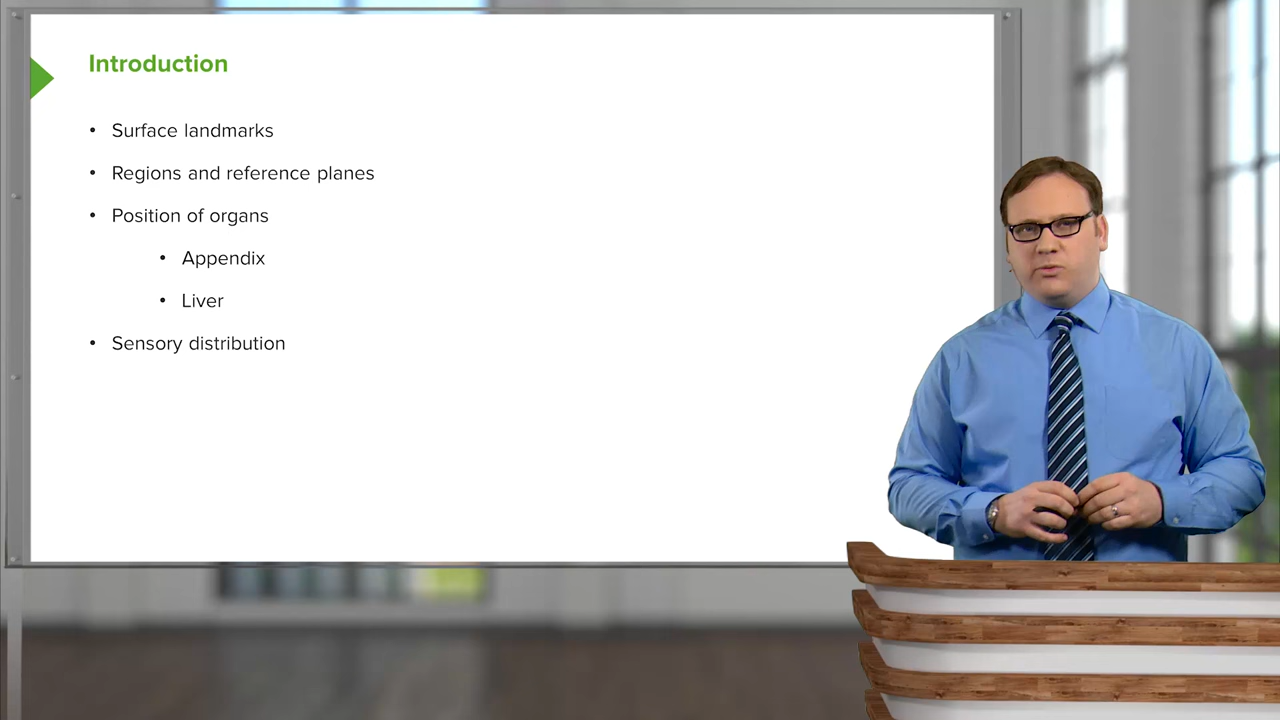 Introduction
• Surface landmarks
• Regions and reference planes
• Position of organs
• Appendix
• Liver
• Sensory distribution